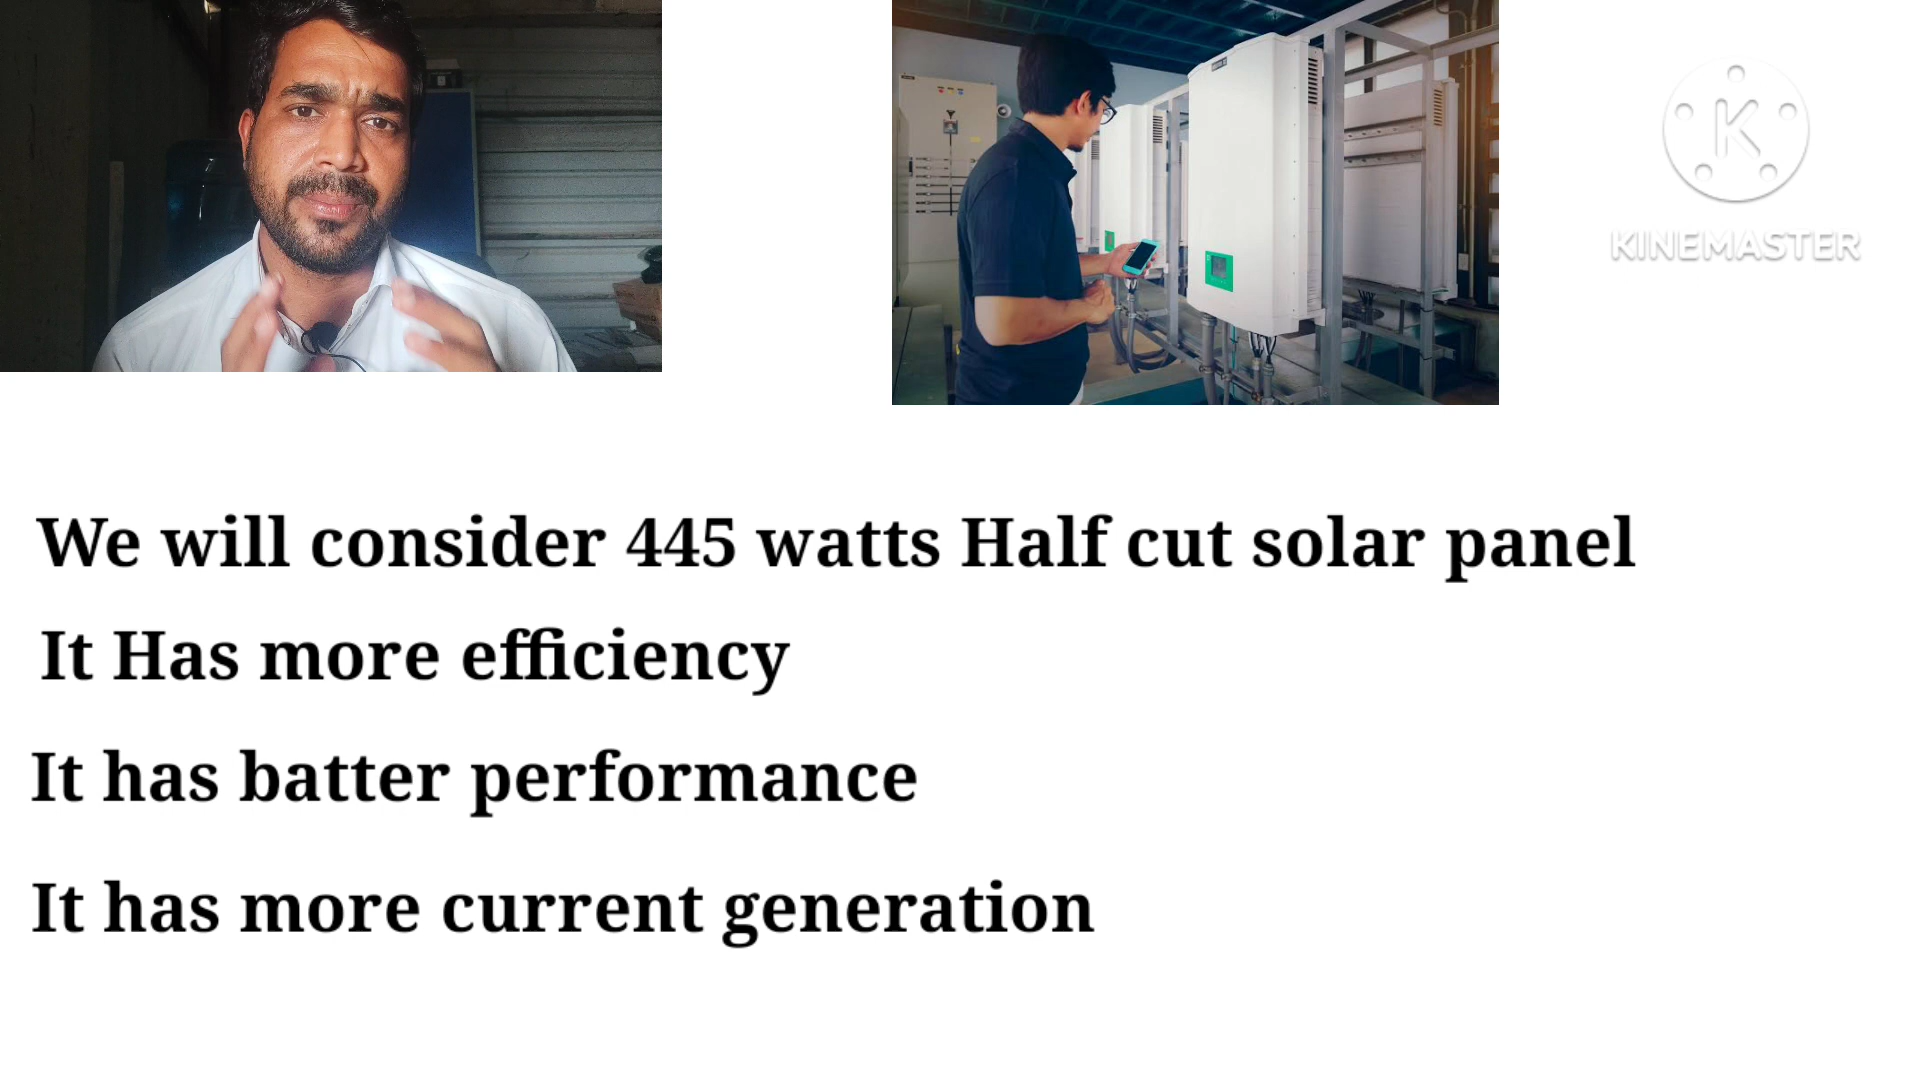 K
KINEMASTER
We will consider 445 watts Half cut solar panel
It Has more efficiency
It has batter performance
It has more current generation